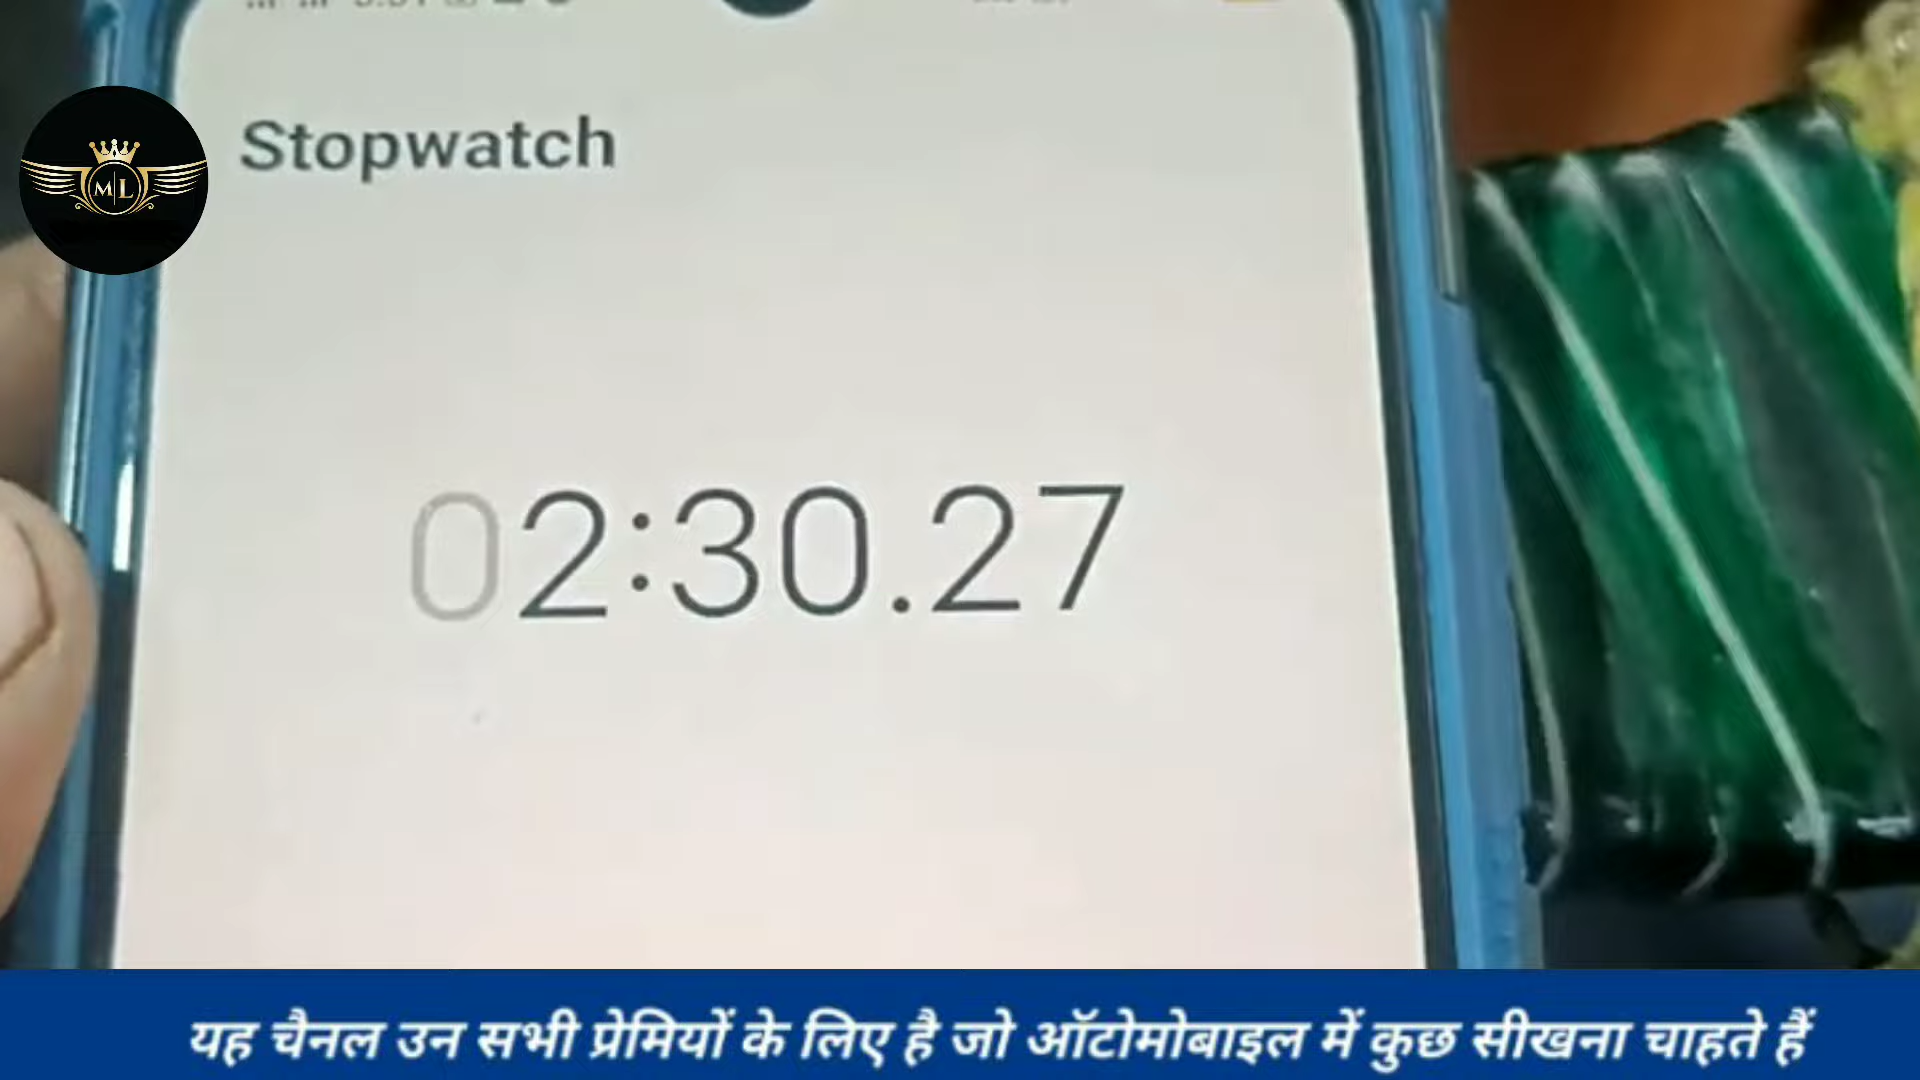 Stopwatch
M|L
02:30.27
यह चैनल उन सभी प्रेमियों के लिए है जो ऑटोमोबाइल में कुछ सीखना चाहते हैं